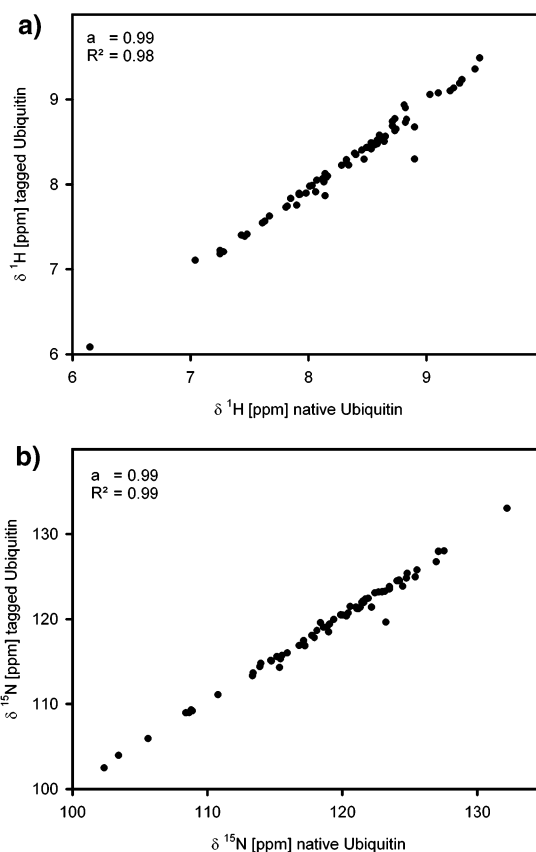 a)
a = 0.99
R² = 0.98
δ ¹H [ppm] tagged Ubiquitin
9
8
7
6
6 7 8 9
δ ¹H [ppm] native Ubiquitin
b)
a = 0.99
R² = 0.99
δ ¹⁵N [ppm] tagged Ubiquitin
130
120
110
100
100 110 120 130
δ ¹⁵N [ppm] native Ubiquitin